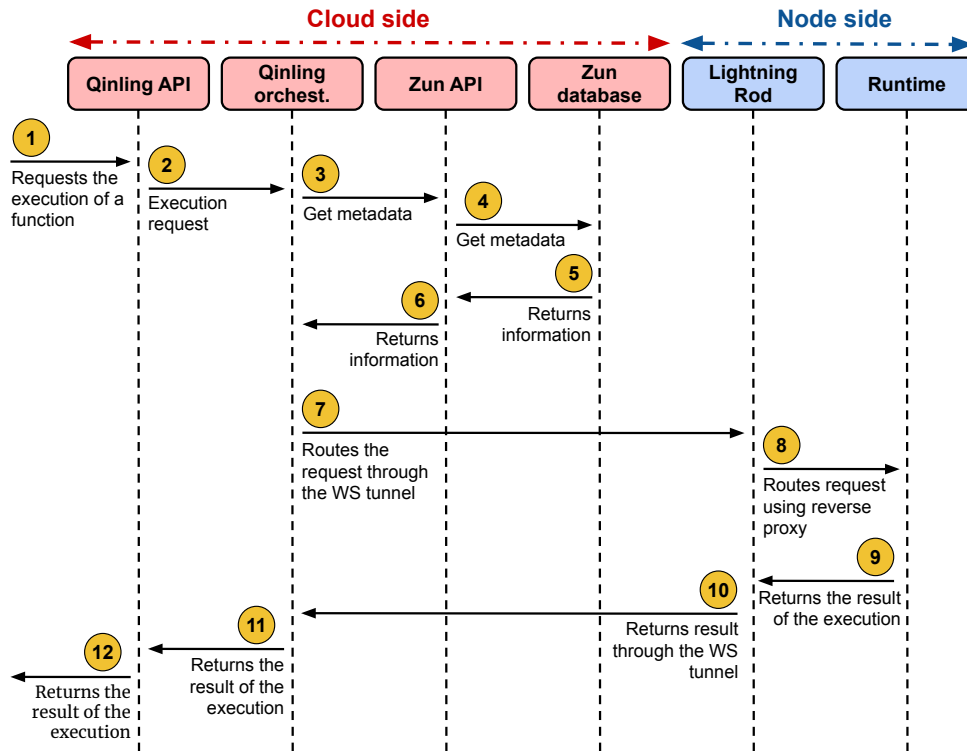 Cloud side
Node side
Qinling API
Qinling
orchest.
Zun API
Zun
database
Lightning
Rod
Runtime
1
Requests the
execution of a
function
2
Execution
request
3
Get metadata
4
Get metadata
5
Returns
information
6
Returns
information
7
Routes the
request through
the WS tunnel
8
Routes request
using reverse
proxy
9
Returns the result
of the execution
10
Returns result
through the WS
tunnel
11
Returns the
result of the
execution
12
Returns the
result of the
execution